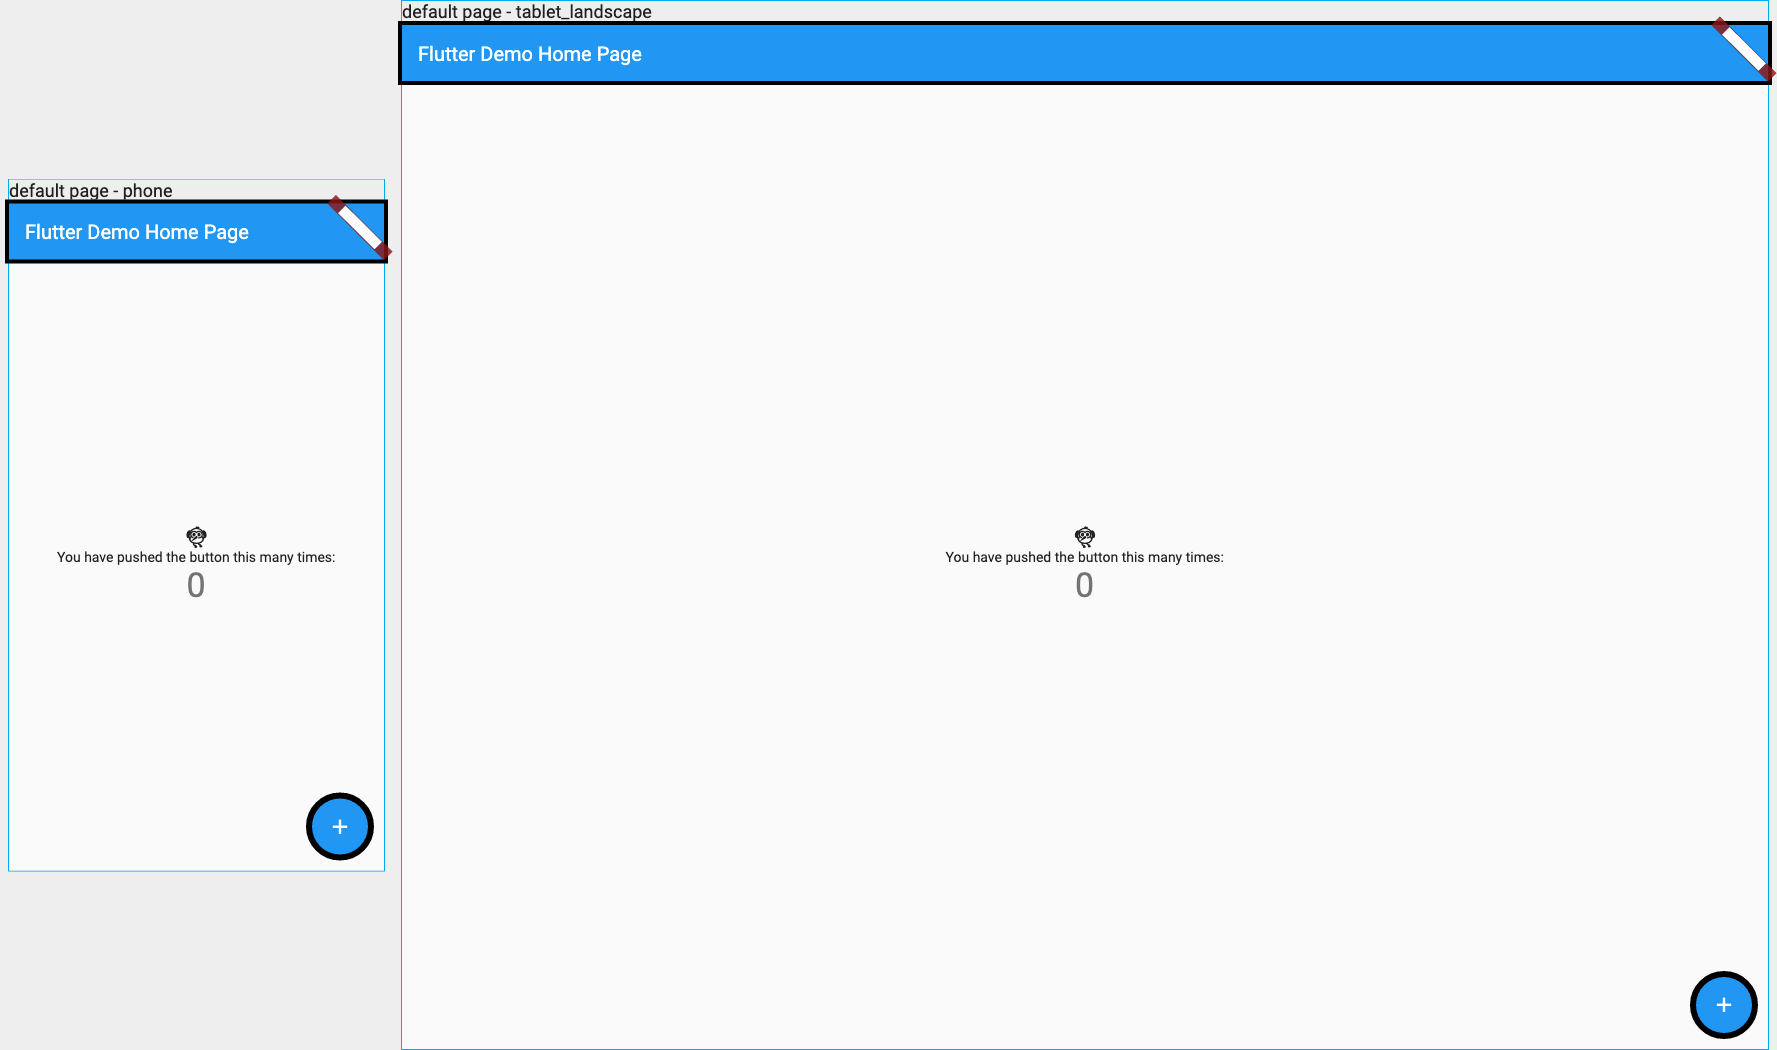 default page - phone
Flutter Demo Home Page
You have pushed the button this many times:
0
+
default page - tablet_landscape
Flutter Demo Home Page
You have pushed the button this many times:
0
+